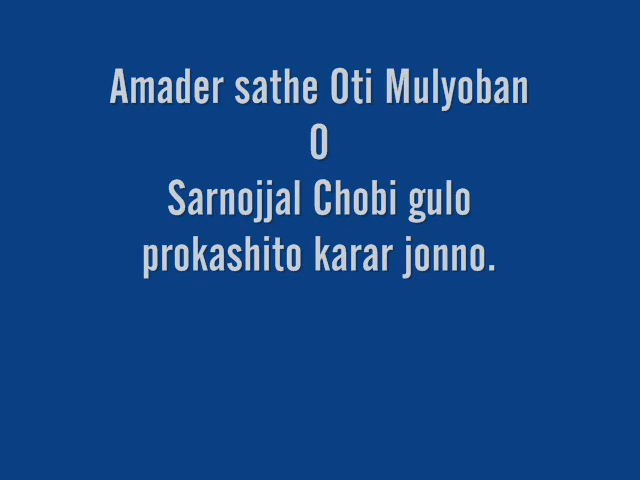 Amader sathe Oti Mulyoban
O
Sarnojjal Chobi gulo
prokashito karar jonno.